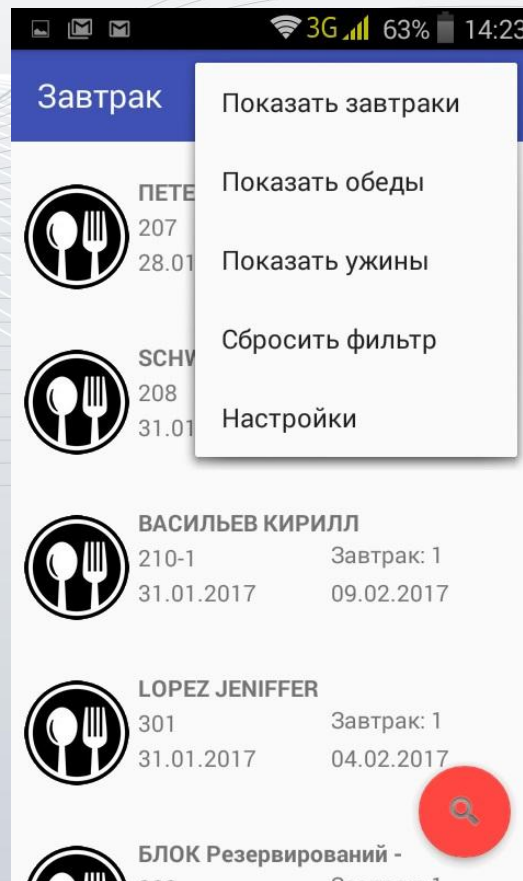 3G 63% 14:23
Завтрак
Показать завтраки
Показать обеды
Показать ужины
Сбросить фильтр
Настройки
207
28.01
208
31.01
ВАСИЛЬЕВ КИРИЛЛ
210-1 Завтрак: 1
31.01.2017 09.02.2017
LOPEZ JENIFFER
301 Завтрак: 1
31.01.2017 04.02.2017
БЛОК Резервирований -